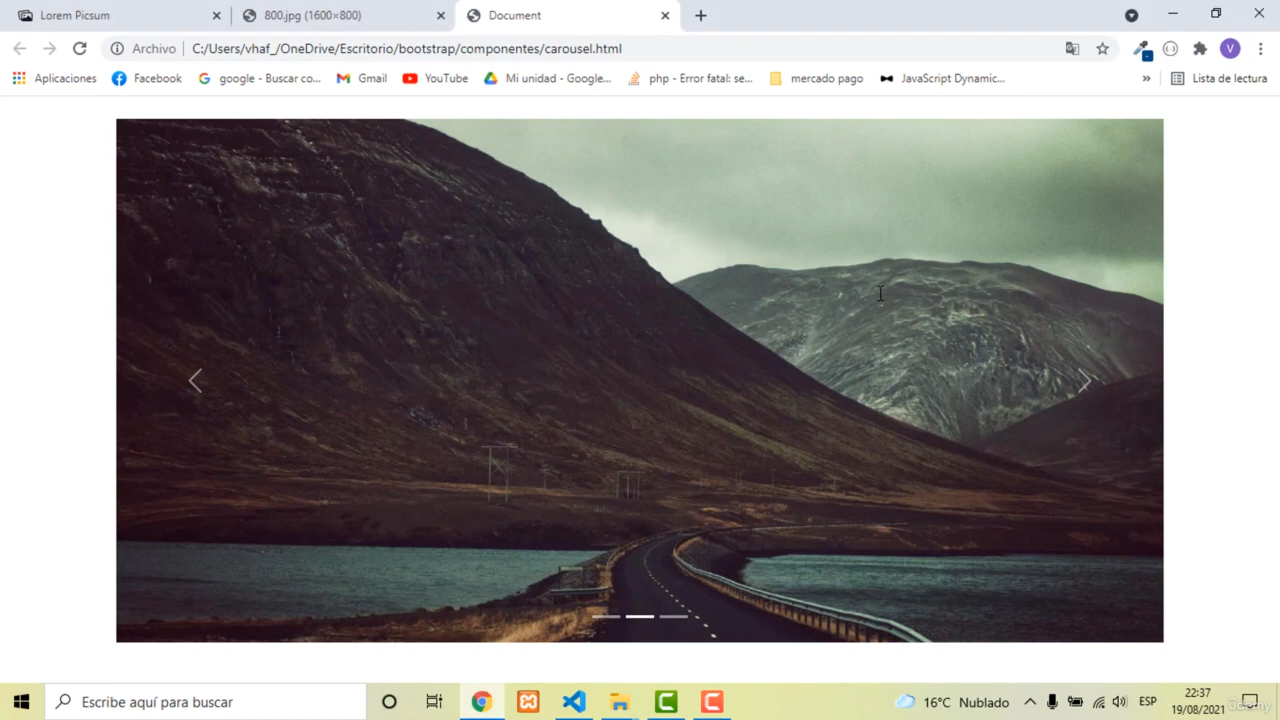 Lorem Picsum
800.jpg (1600×800)
Document
Archivo
C:/Users/vhaf_/OneDrive/Escritorio/bootstrap/componentes/carousel.html
V
Aplicaciones
Facebook
google - Buscar co...
Gmail
YouTube
Mi unidad - Google...
php - Error fatal: se...
mercado pago
JavaScript Dynamic...
»
Lista de lectura
Escribe aquí para buscar
16°C Nublado
ESP
22:37
19/08/2021
Udemy